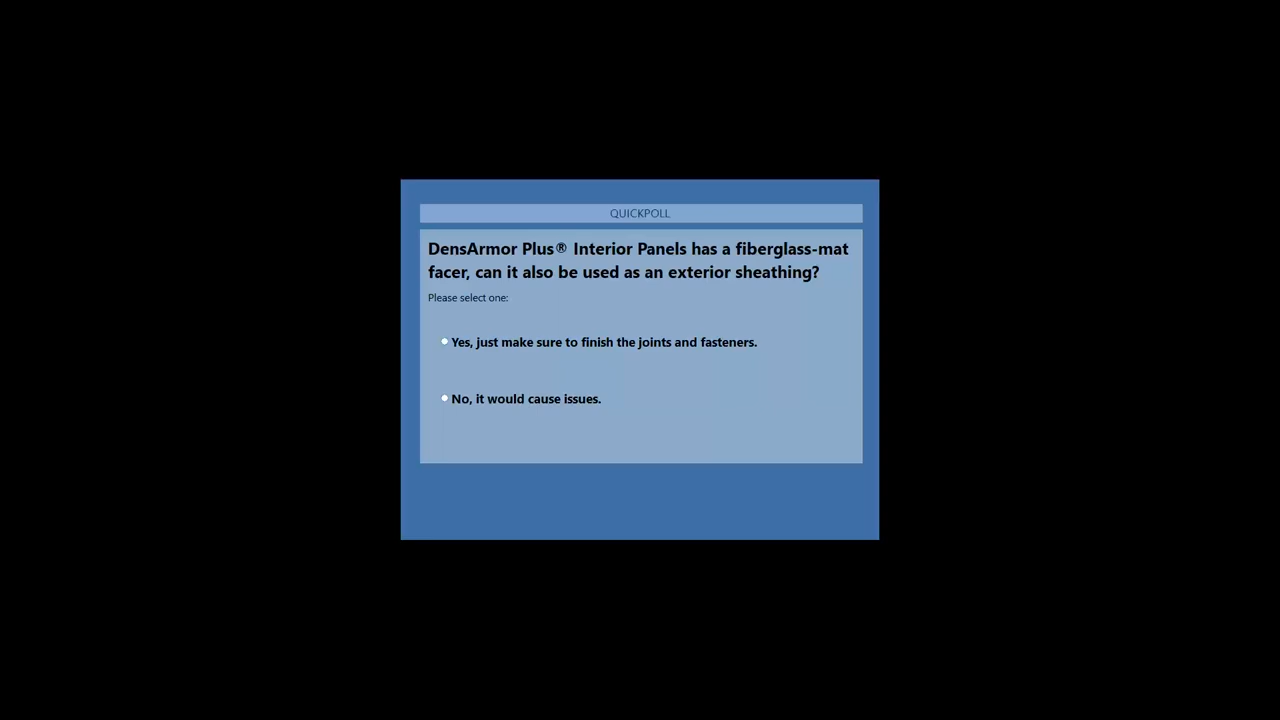 QUICKPOLL
DensArmor Plus® Interior Panels has a fiberglass-mat
facer, can it also be used as an exterior sheathing?
Please select one:
Yes, just make sure to finish the joints and fasteners.
No, it would cause issues.